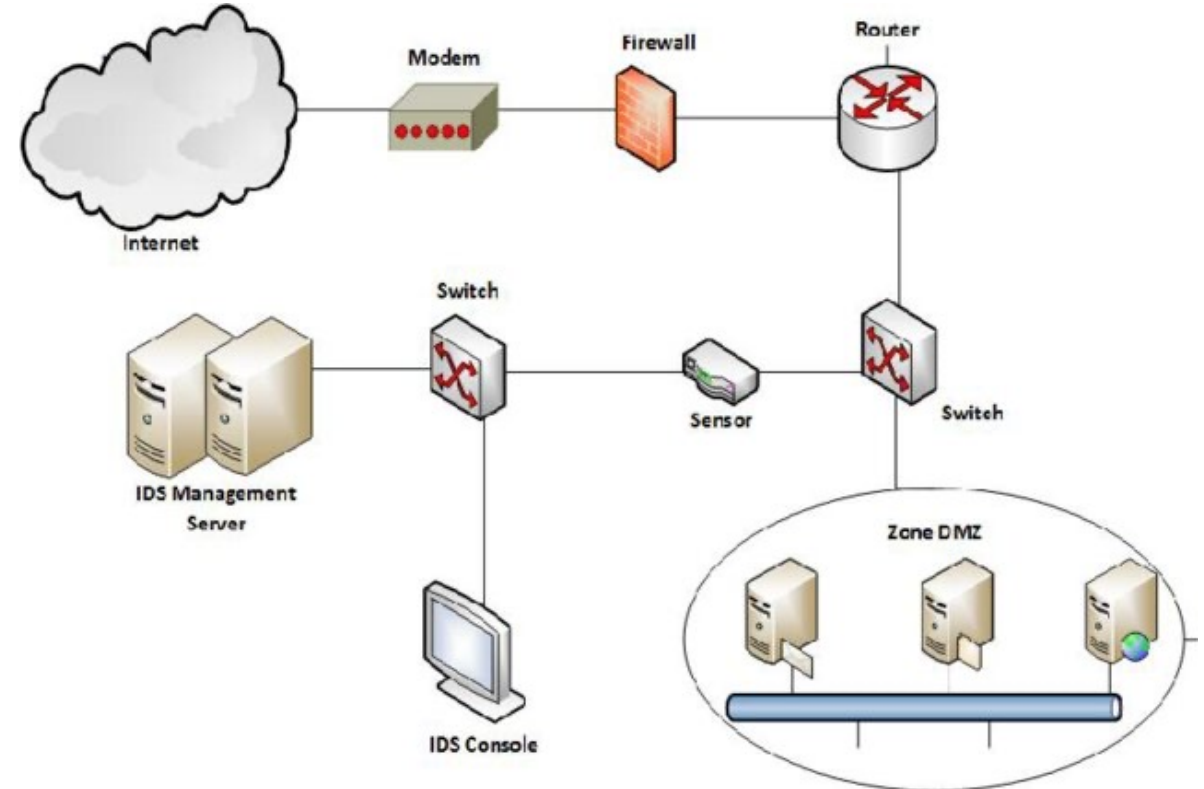 Firewall
Router
Modem
Internet
Switch
Sensor
Switch
IDS Management
Server
Zone DMZ
IDS Console